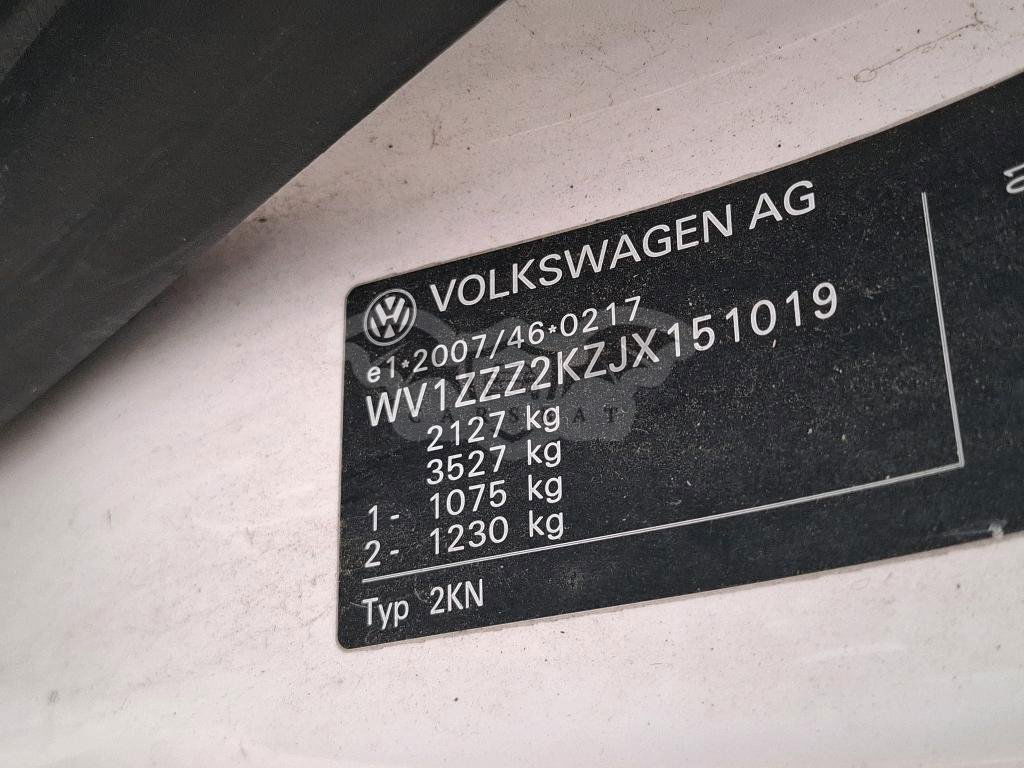 VOLKSWAGEN AG
e1*2007/46*0217
WV1ZZZ2KZJX151019
2127 kg
3527 kg
1- 1075 kg
2- 1230 kg
Typ 2KN